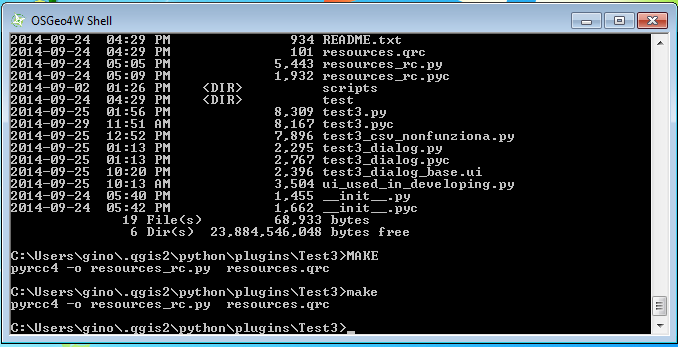 OSGeo4W Shell
2014-09-24  04:29 PM               934 README.txt
2014-09-24  04:29 PM               101 resources.qrc
2014-09-24  05:05 PM             5,443 resources_rc.py
2014-09-24  05:10 PM             1,932 resources_rc.pyc
2014-09-02  01:26 PM    <DIR>          scripts
2014-09-24  04:29 PM    <DIR>          test
2014-09-25  01:56 PM             8,309 test3.py
2014-09-29  11:51 AM             8,167 test3.pyc
2014-09-25  12:52 PM             7,896 test3_csv_nonfunziona.py
2014-09-25  01:13 PM             2,295 test3_dialog.py
2014-09-25  01:13 PM             2,767 test3_dialog.pyc
2014-09-25  10:20 PM             2,396 test3_dialog_base.ui
2014-09-25  10:13 AM             3,504 ui_used_in_developing.py
2014-09-24  05:40 PM             1,455 __init__.py
2014-09-24  05:42 PM             1,662 __init__.pyc
19 File(s)         68,933 bytes
6 Dir(s)  23,884,546,048 bytes free
C:\Users\gino\.qgis2\python\plugins\Test3>MAKE
pyrcc4 -o resources_rc.py  resources.qrc
C:\Users\gino\.qgis2\python\plugins\Test3>make
pyrcc4 -o resources_rc.py  resources.qrc
C:\Users\gino\.qgis2\python\plugins\Test3>_